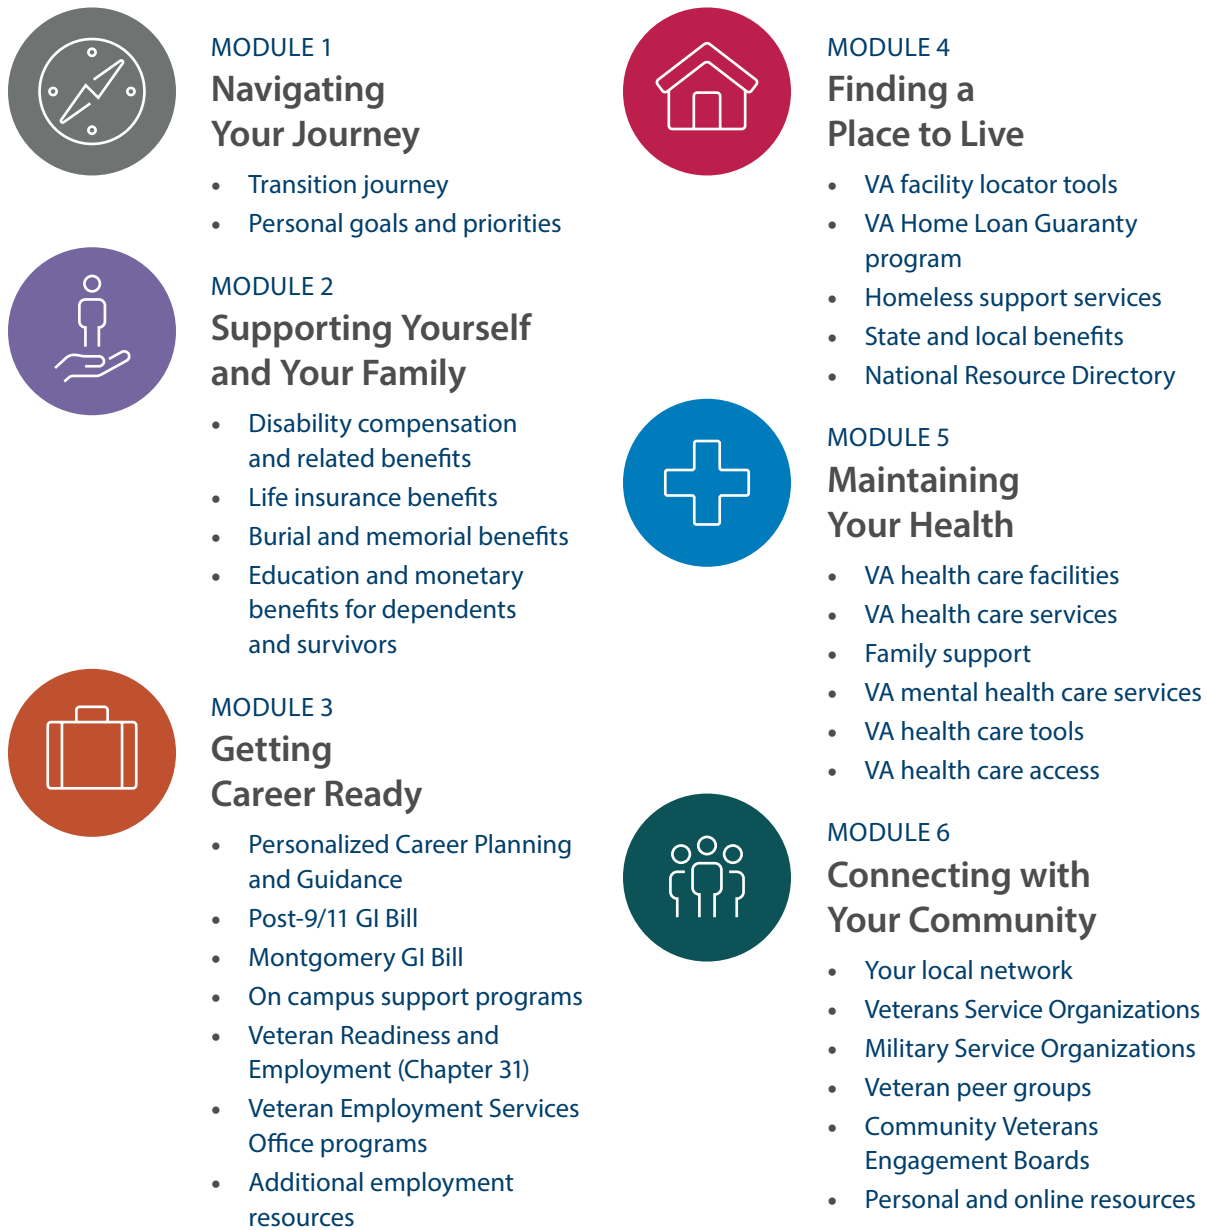 MODULE 1
Navigating
Your Journey
• Transition journey
• Personal goals and priorities
MODULE 2
Supporting Yourself
and Your Family
• Disability compensation
and related benefits
• Life insurance benefits
• Burial and memorial benefits
• Education and monetary
benefits for dependents
and survivors
MODULE 3
Getting
Career Ready
• Personalized Career Planning
and Guidance
• Post-9/11 GI Bill
• Montgomery GI Bill
• On campus support programs
• Veteran Readiness and
Employment (Chapter 31)
• Veteran Employment Services
Office programs
• Additional employment
resources
MODULE 4
Finding a
Place to Live
• VA facility locator tools
• VA Home Loan Guaranty
program
• Homeless support services
• State and local benefits
• National Resource Directory
MODULE 5
Maintaining
Your Health
• VA health care facilities
• VA health care services
• Family support
• VA mental health care services
• VA health care tools
• VA health care access
MODULE 6
Connecting with
Your Community
• Your local network
• Veterans Service Organizations
• Military Service Organizations
• Veteran peer groups
• Community Veterans
Engagement Boards
• Personal and online resources